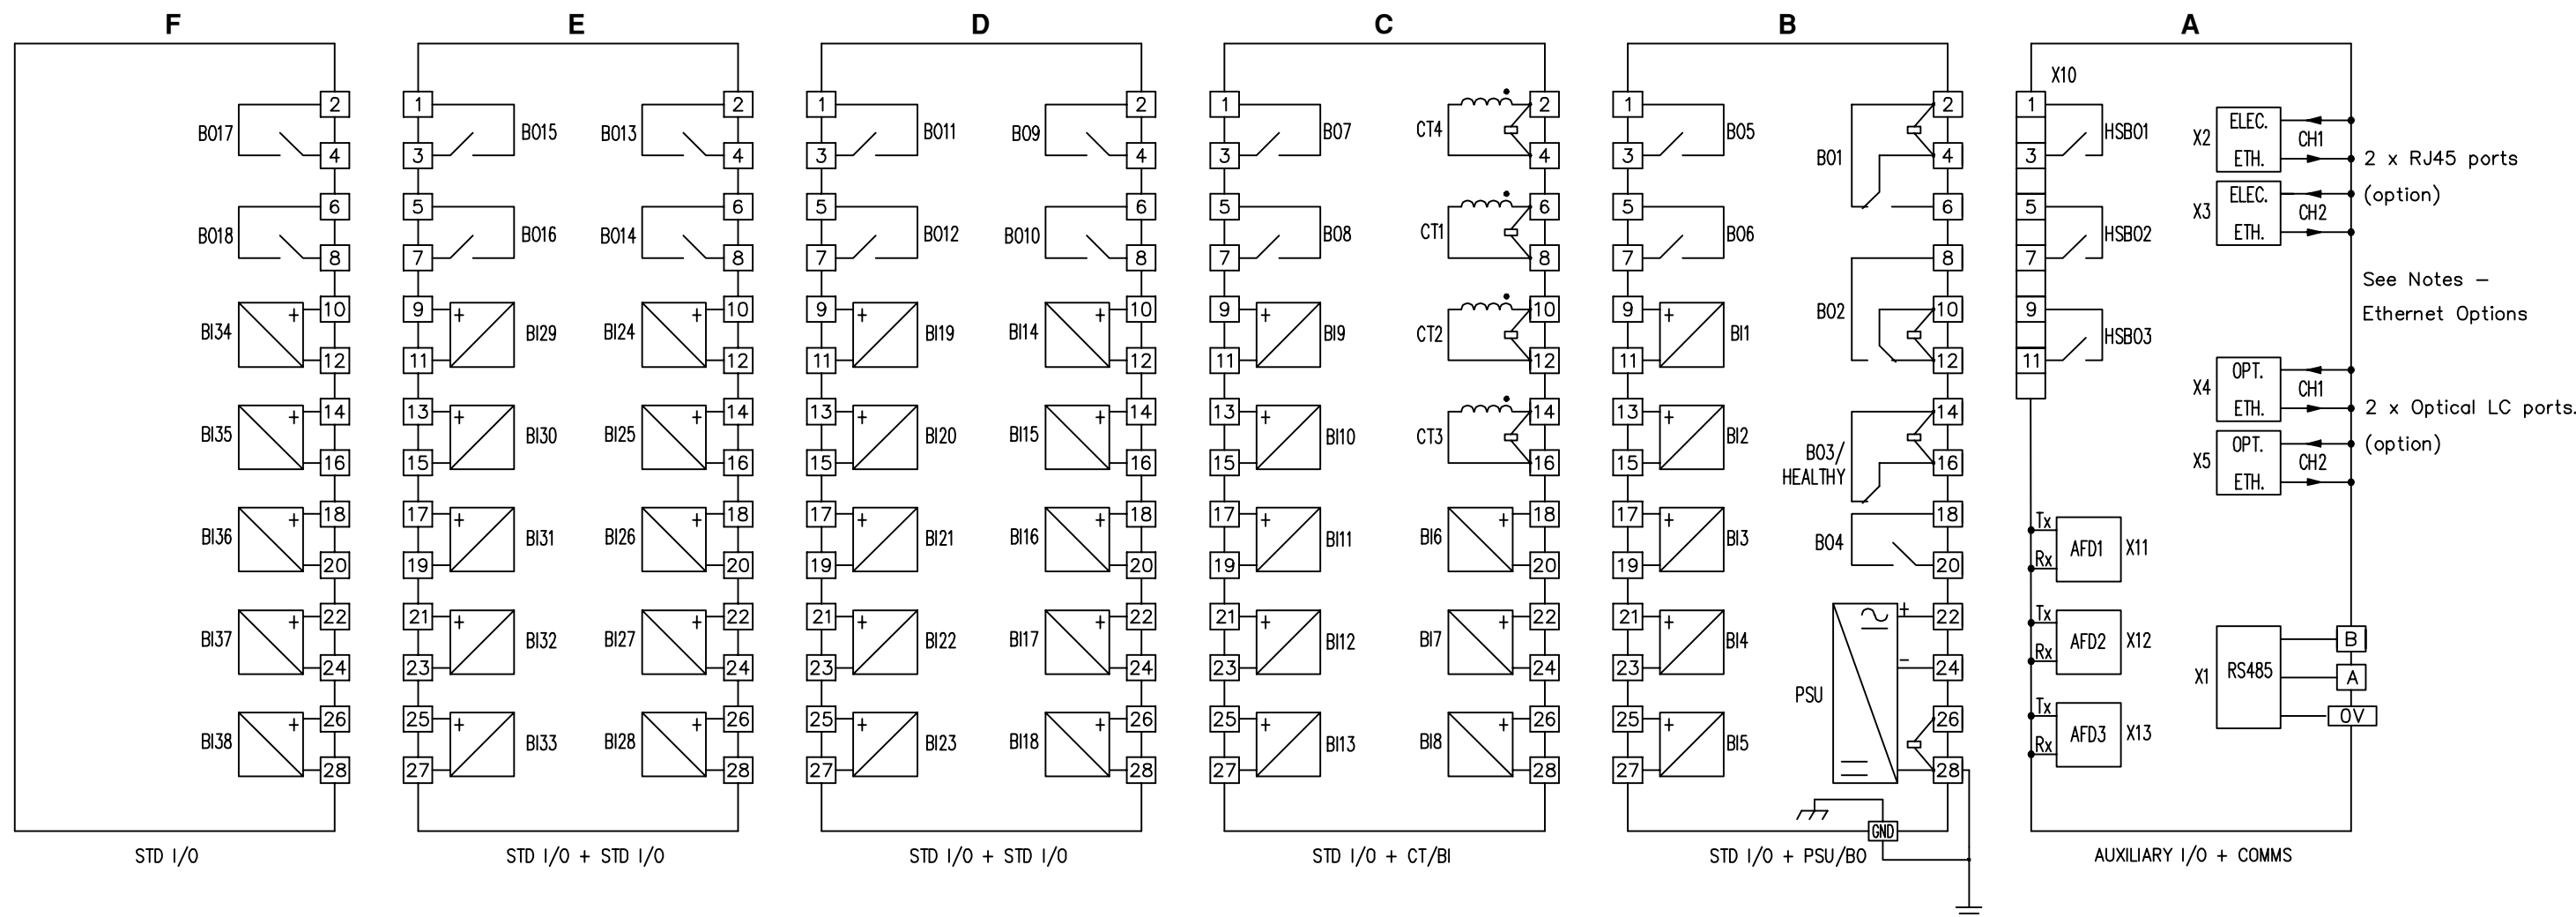 F E D C B A
2
BO17
4
6
BO18
8
10
+
BI34
12
14
+
BI35
16
18
+
BI36
20
22
+
BI37
24
26
+
BI38
28
STD I/O
1 2
BO15 BO13
3 4
5 6
BO16 BO14
7 8
9 10
+ +
BI29 BI24
11 12
13 14
+ +
BI30 BI25
15 16
17 18
+ +
BI31 BI26
19 20
21 22
+ +
BI32 BI27
23 24
25 26
+ +
BI33 BI28
27 28
STD I/O + STD I/O
1 2
BO11 BO9
3 4
5 6
BO12 BO10
7 8
9 10
+ +
BI19 BI14
11 12
13 14
+ +
BI20 BI15
15 16
17 18
+ +
BI21 BI16
19 20
21 22
+ +
BI22 BI17
23 24
25 26
+ +
BI23 BI18
27 28
STD I/O + STD I/O
1 2
BO7 CT4
3 4
5 6
BO8 CT1
7 8
9 10
+
BI9 CT2
11 12
13 14
+
BI10 CT3
15 16
17 18
+ +
BI11 BI6
19 20
21 22
+ +
BI12 BI7
23 24
25 26
+ +
BI13 BI8
27 28
STD I/O + CT/BI
1 2
BO5
3 4
BO1
5 6
BO6
7 8
9 10
+
BI1 BO2
11 12
13 14
+
BI2 BO3/
15 16
HEALTHY
17 18
+
BI3 BO4
19 20
21 + 22
+
BI4
23 - 24
PSU
25 26
+
BI5
27 28
GND
STD I/O + PSU/BO
X10
1
HSBO1
3
5
HSBO2
7
9
HSBO3
11
X2 ELEC. ETH. CH1
2 x RJ45 ports
(option)
X3 ELEC. ETH. CH2
See Notes -
Ethernet Options
X4 OPT. ETH. CH1
2 x Optical LC ports.
(option)
X5 OPT. ETH. CH2
Tx
AFD1 X11
Rx
Tx
AFD2 X12
Rx
Tx
AFD3 X13
Rx
X1 RS485
B
A
0V
AUXILIARY I/O + COMMS